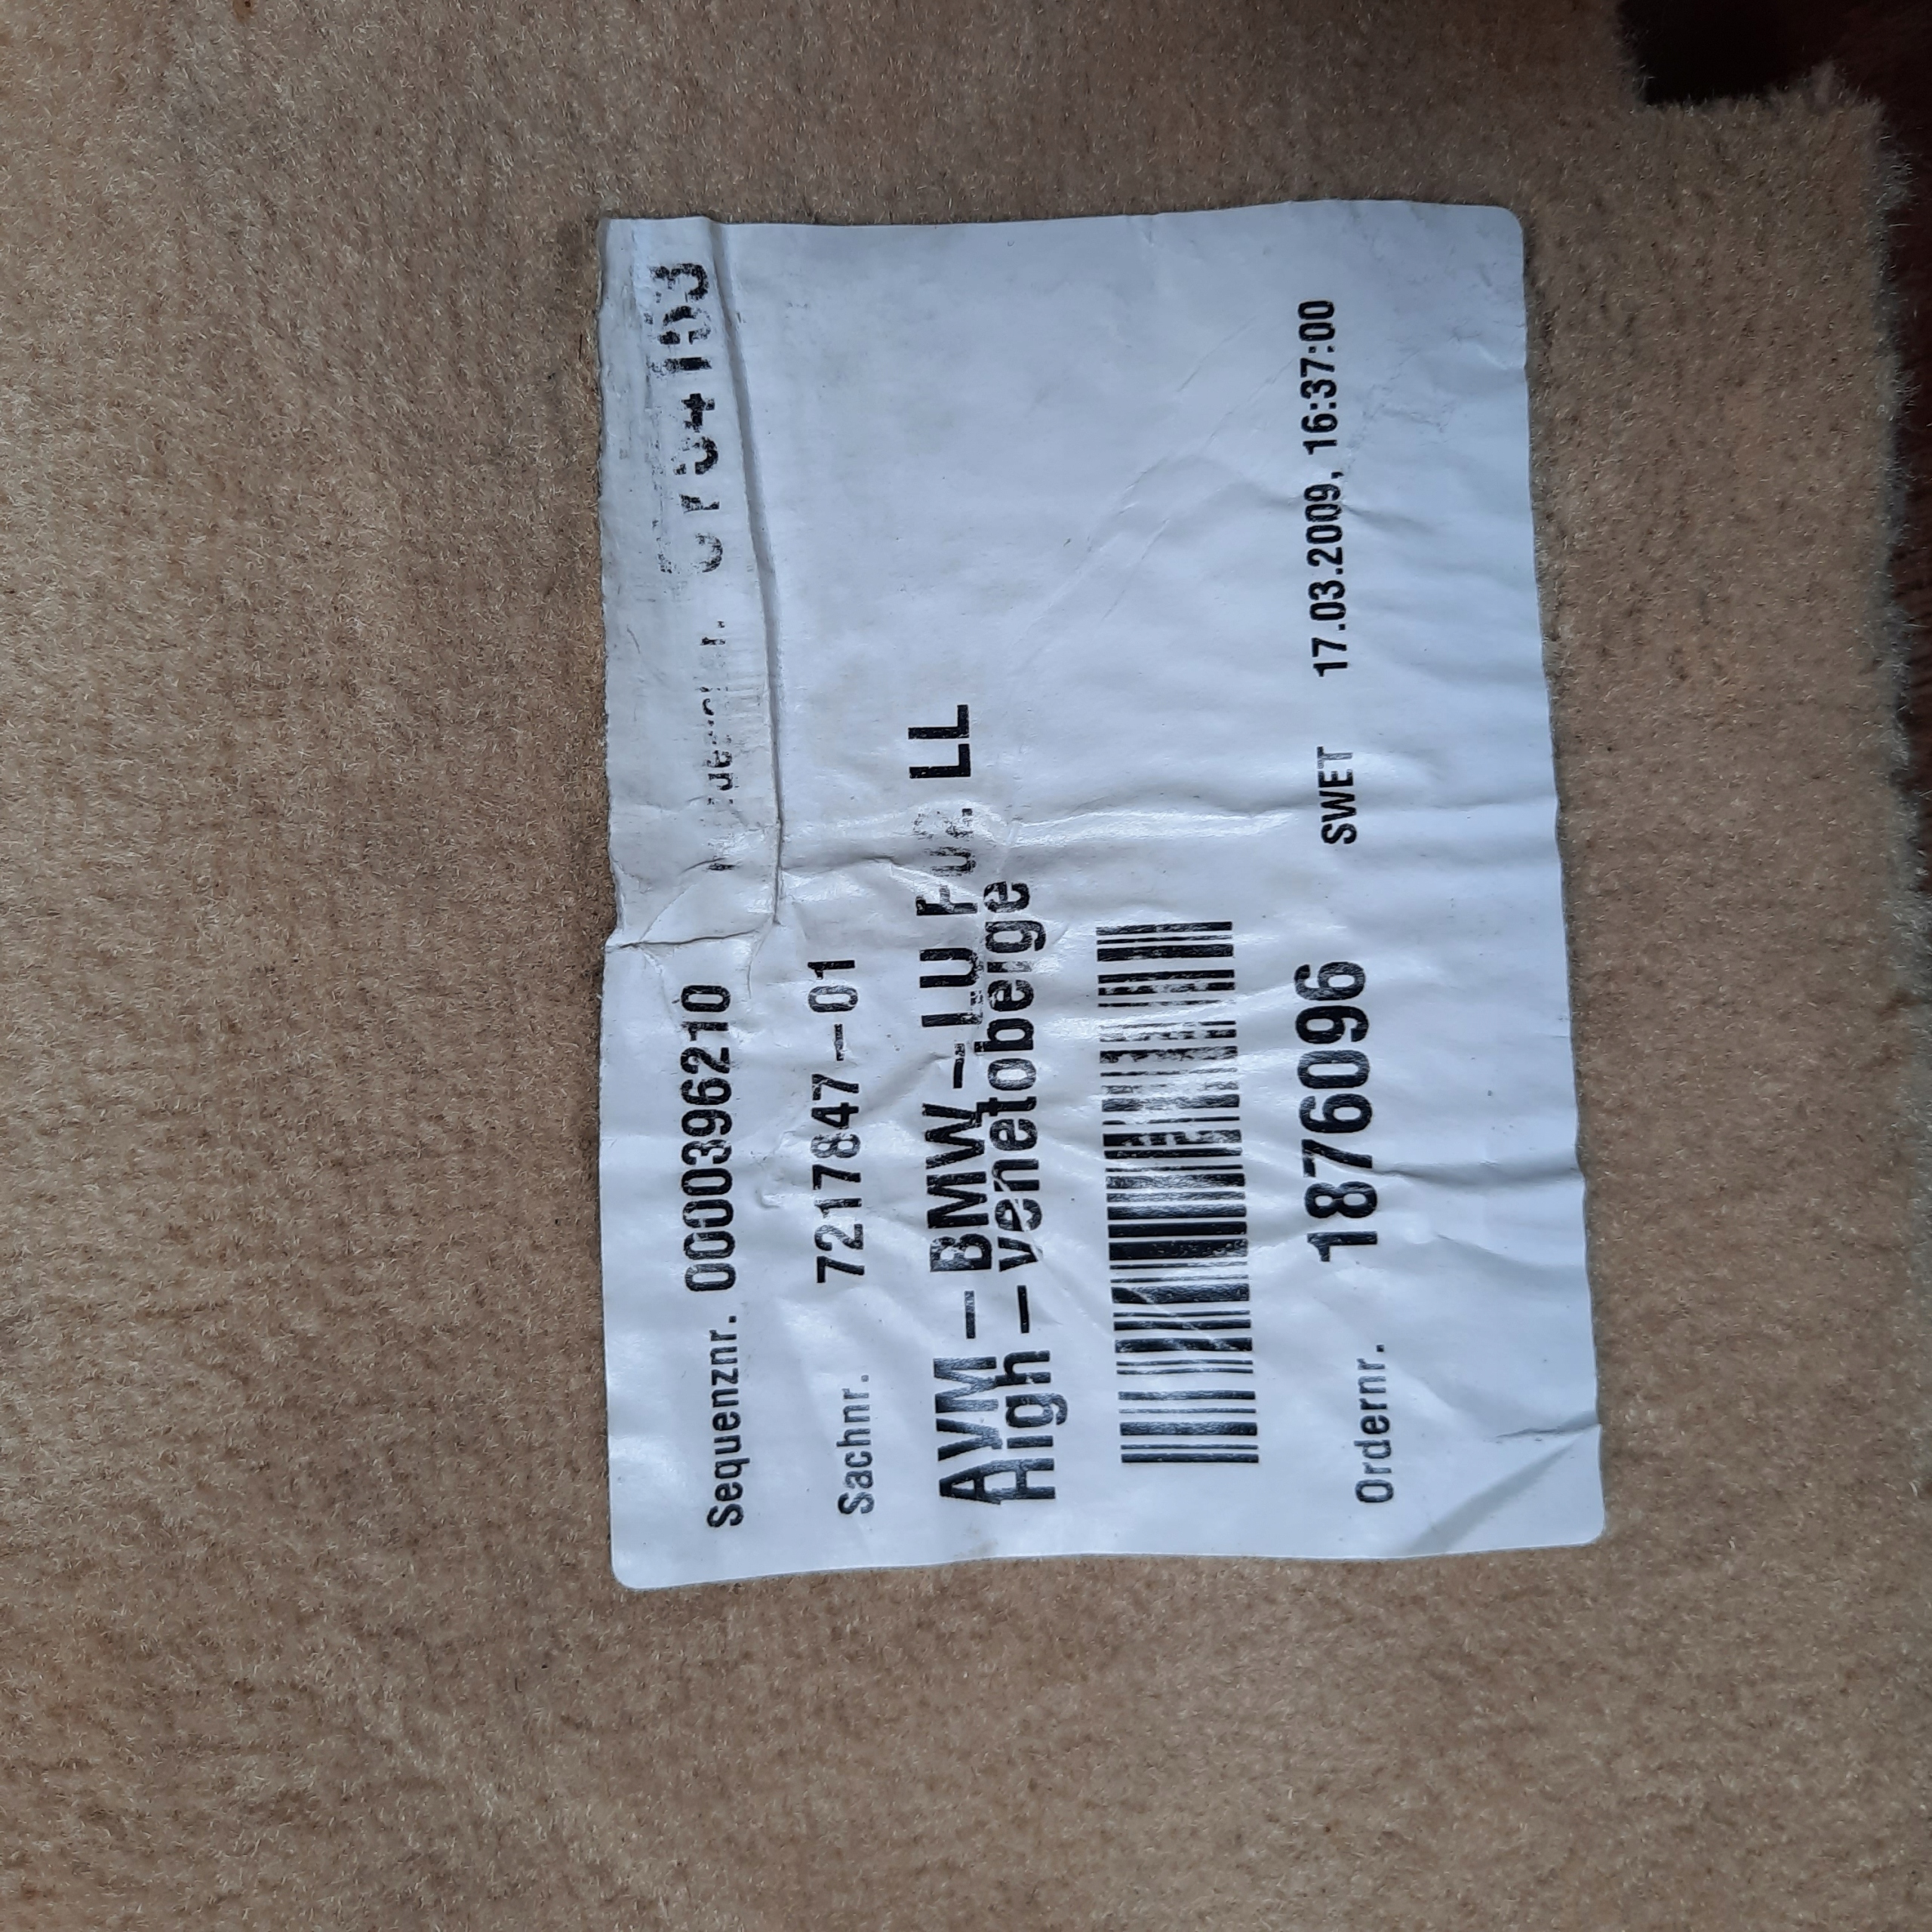 Sequenznr. 0000396210
Sachnr. 7217847-01
AVM - BMW - LU LL
High - venetobeige
Ordernr. 1876096 SWET 17.03.2009, 16:37:00